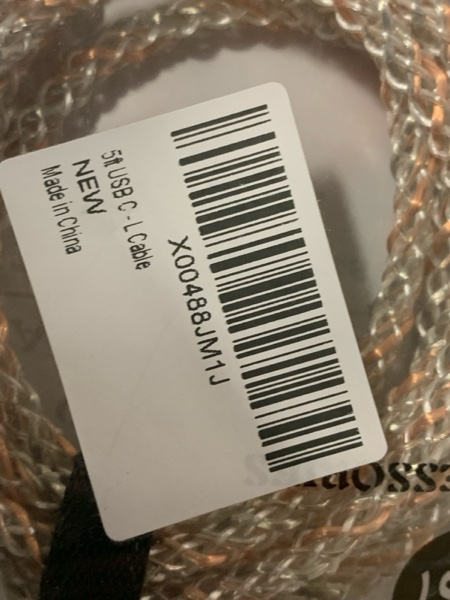 X00488JM1J
5ft USB C - L Cable
NEW
Made in China